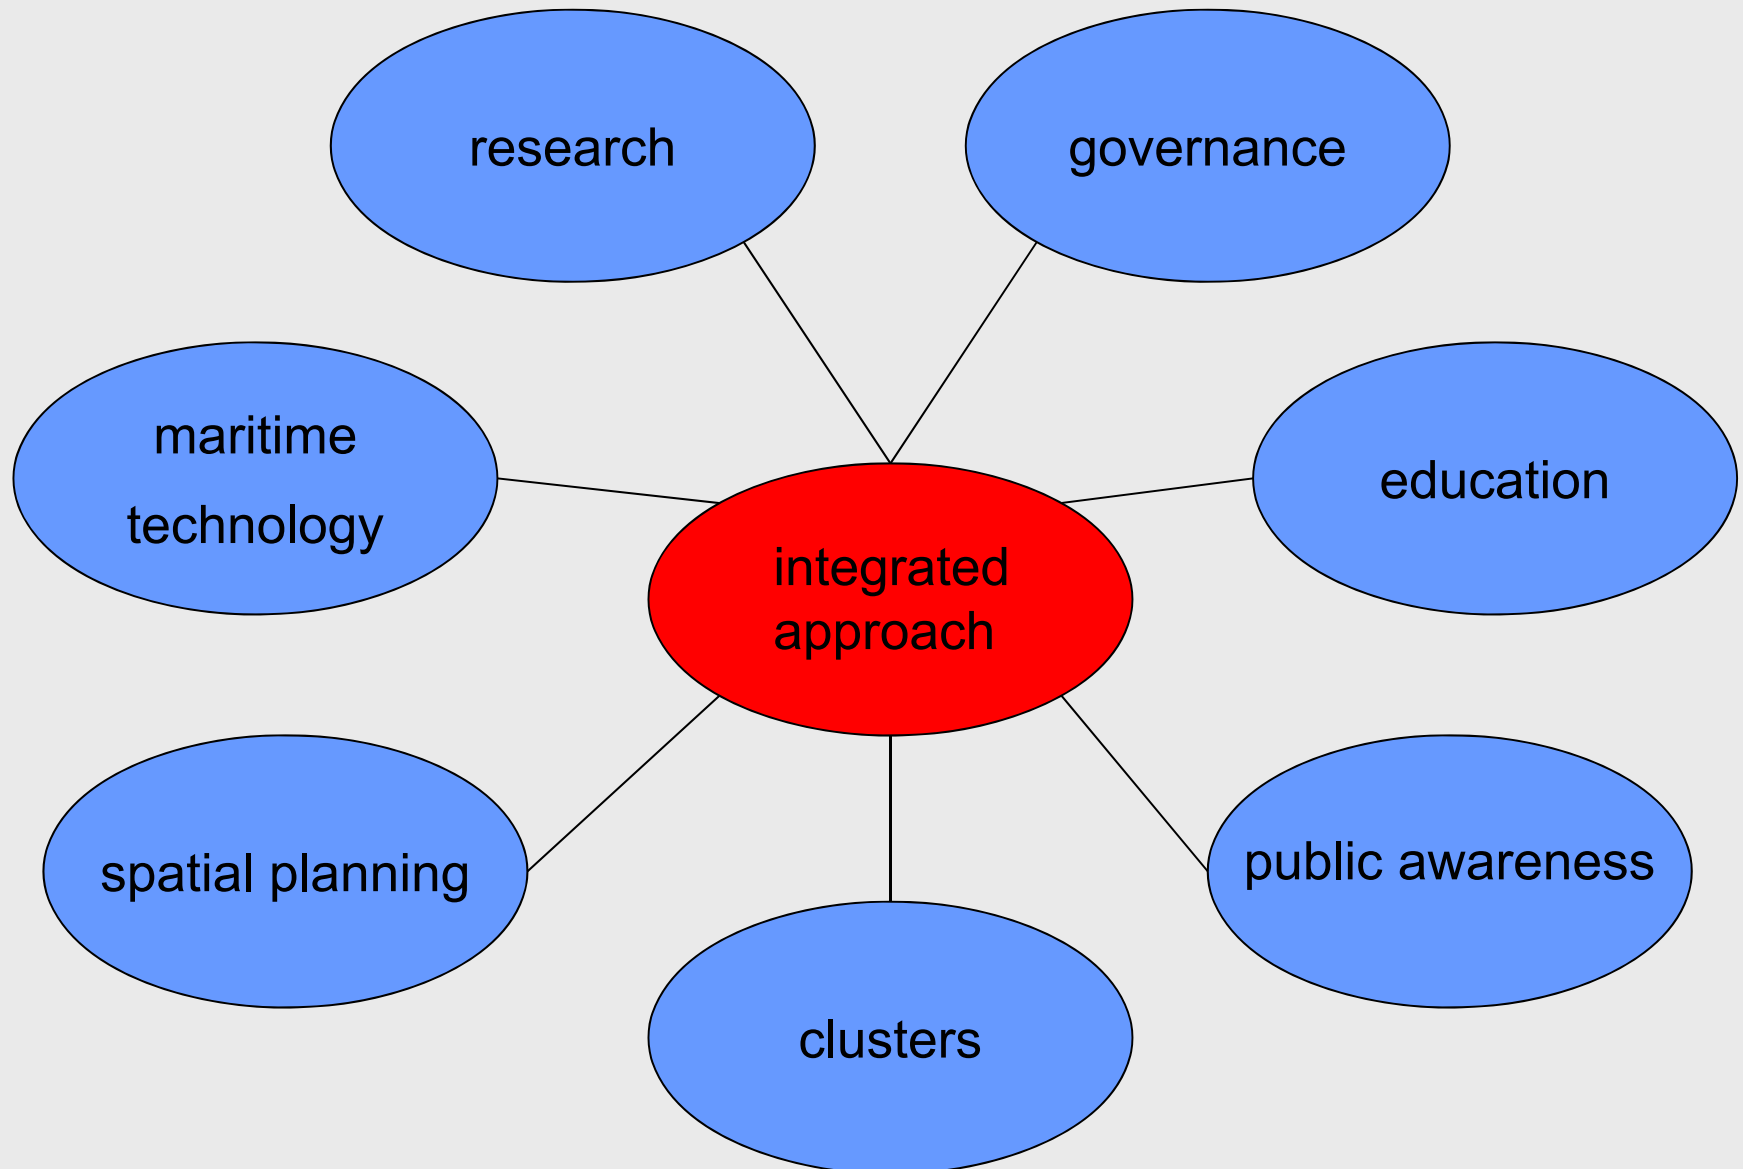 research
governance
maritime
technology
education
integrated
approach
spatial planning
public awareness
clusters